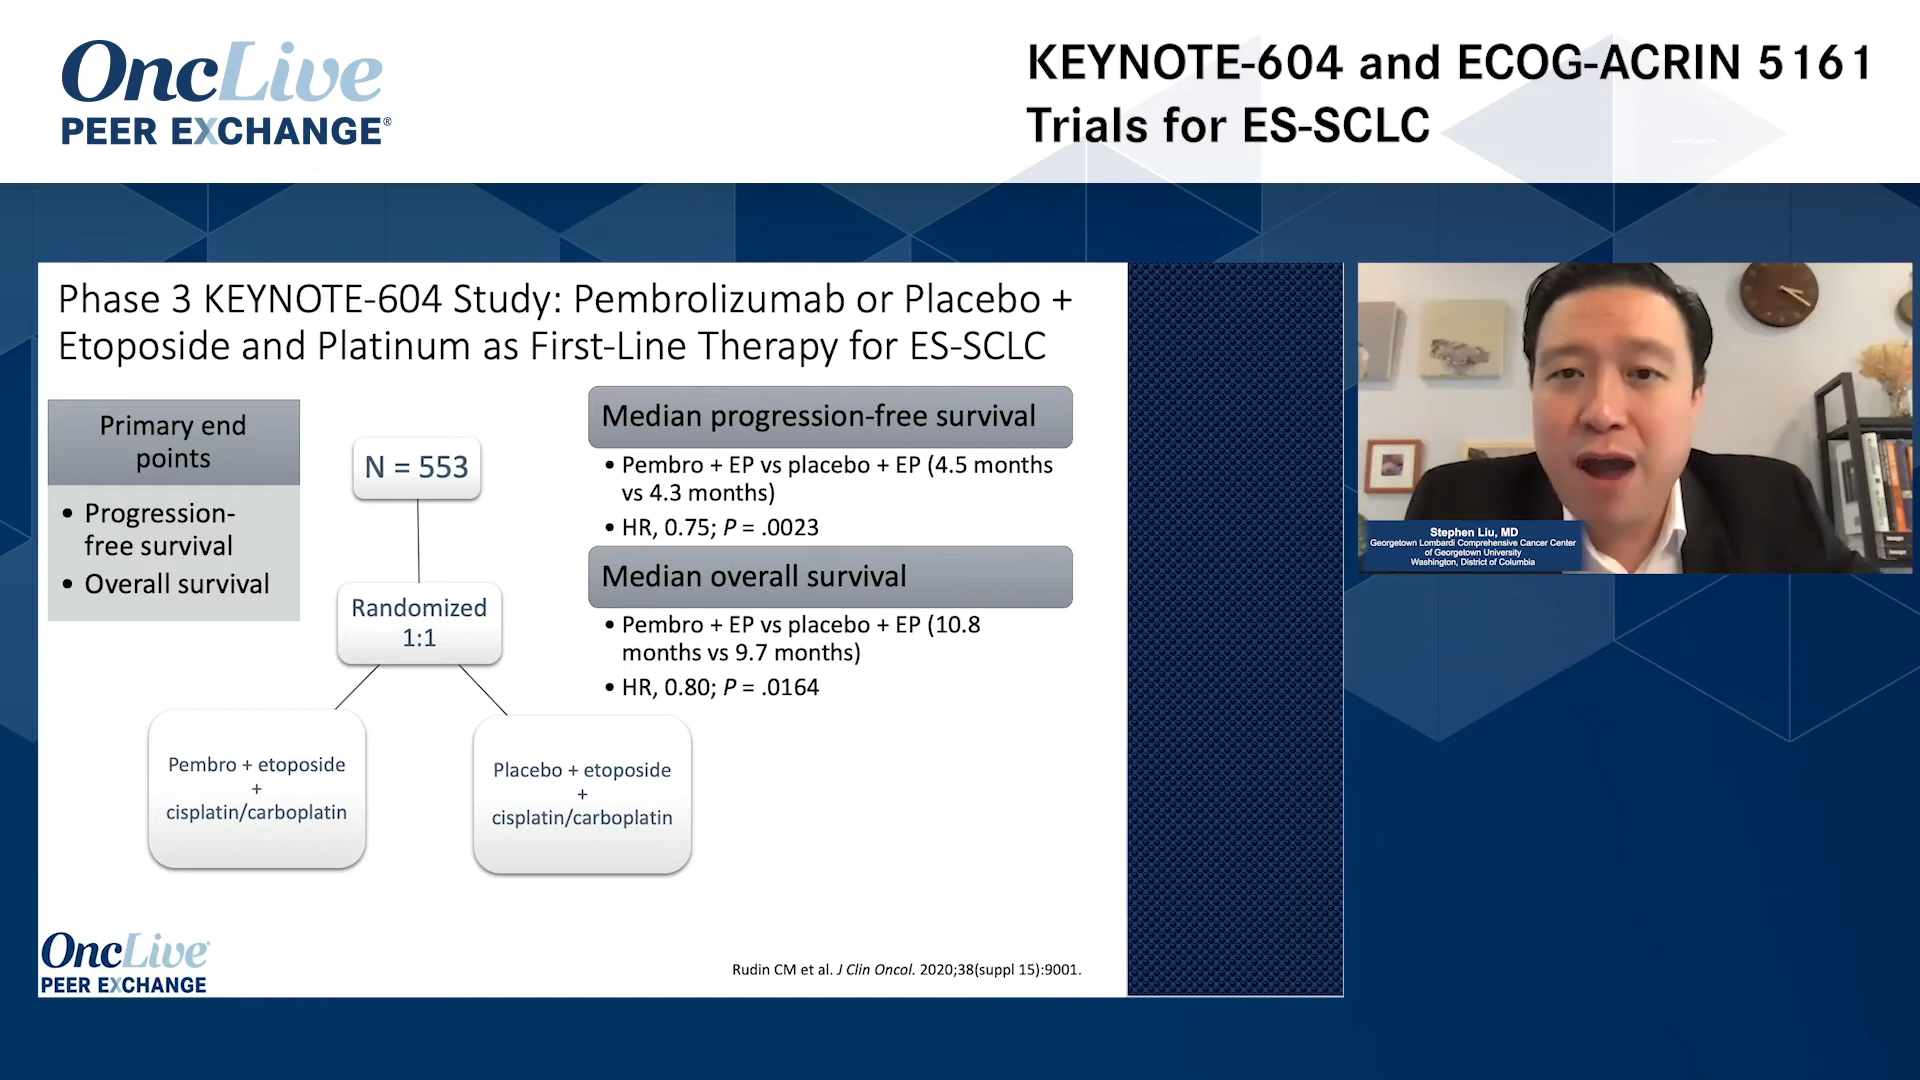 OncLive
PEER EXCHANGE®
KEYNOTE-604 and ECOG-ACRIN 5161
Trials for ES-SCLC
Phase 3 KEYNOTE-604 Study: Pembrolizumab or Placebo +
Etoposide and Platinum as First-Line Therapy for ES-SCLC
Primary end
points
• Progression-
free survival
• Overall survival
N = 553
Randomized
1:1
Pembro + etoposide
+
cisplatin/carboplatin
Placebo + etoposide
+
cisplatin/carboplatin
Median progression-free survival
• Pembro + EP vs placebo + EP (4.5 months
vs 4.3 months)
• HR, 0.75; P = .0023
Median overall survival
• Pembro + EP vs placebo + EP (10.8
months vs 9.7 months)
• HR, 0.80; P = .0164
OncLive®
PEER EXCHANGE
Rudin CM et al. J Clin Oncol. 2020;38(suppl 15):9001.
Stephen Liu, MD
Georgetown Lombardi Comprehensive Cancer Center
of Georgetown University
Washington, District of Columbia